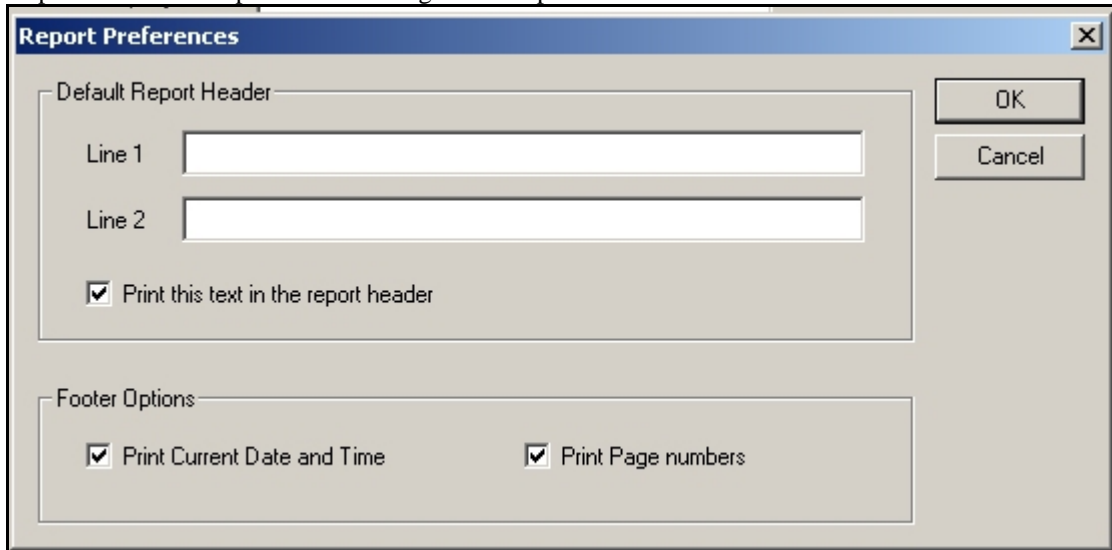 Report Preferences
Default Report Header
OK
Line 1
Cancel
Line 2
Print this text in the report header
Footer Options
Print Current Date and Time Print Page numbers